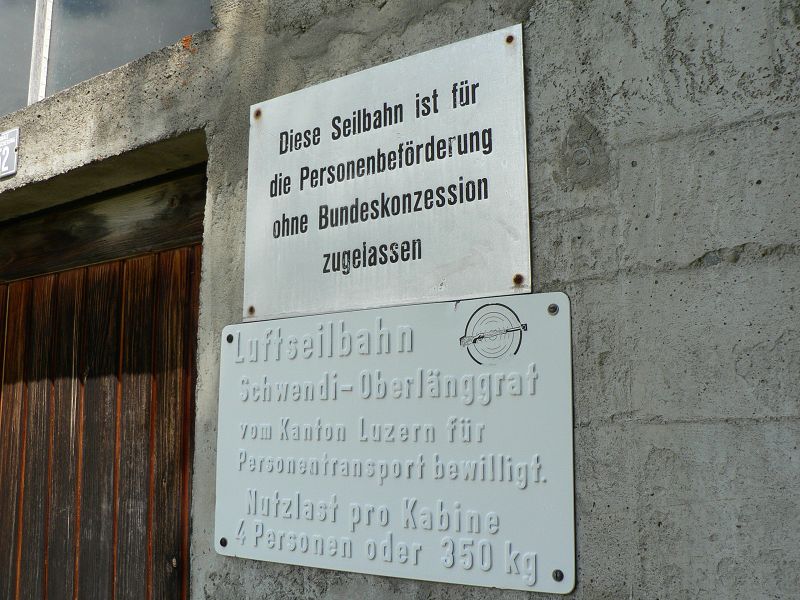 Diese Seilbahn ist für
die Personenbeförderung
ohne Bundeskonzession
zugelassen
Luftseilbahn
Schwendi-Oberlänggrat
vom Kanton Luzern für
Personentransport bewilligt.
Nutzlast pro Kabine
4 Personen oder 350 kg